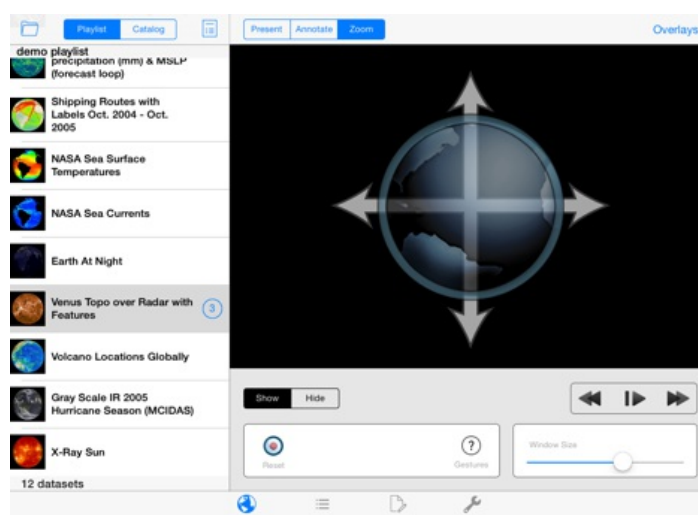 Playlist
Catalog
Present
Annotate
Zoom
Overlays
demo playlist
precipitation (mm) & MSLP
(forecast loop)
Shipping Routes with
Labels Oct. 2004 - Oct.
2005
NASA Sea Surface
Temperatures
NASA Sea Currents
Earth At Night
Venus Topo over Radar with
Features
3
Volcano Locations Globally
Gray Scale IR 2005
Hurricane Season (MCIDAS)
X-Ray Sun
12 datasets
Show
Hide
Reset
?
Gestures
Window Size